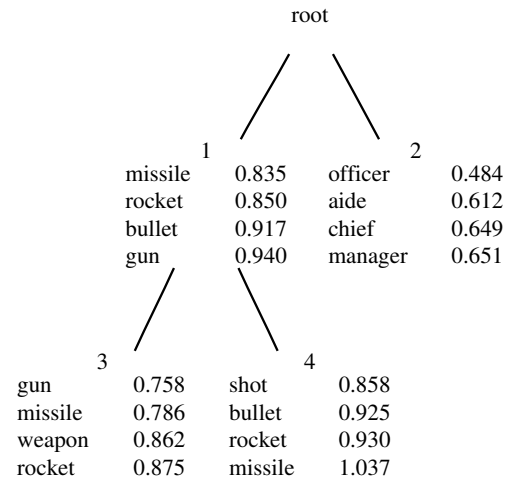 root
1 2
missile 0.835 officer 0.484
rocket 0.850 aide 0.612
bullet 0.917 chief 0.649
gun 0.940 manager 0.651
3 4
gun 0.758 shot 0.858
missile 0.786 bullet 0.925
weapon 0.862 rocket 0.930
rocket 0.875 missile 1.037